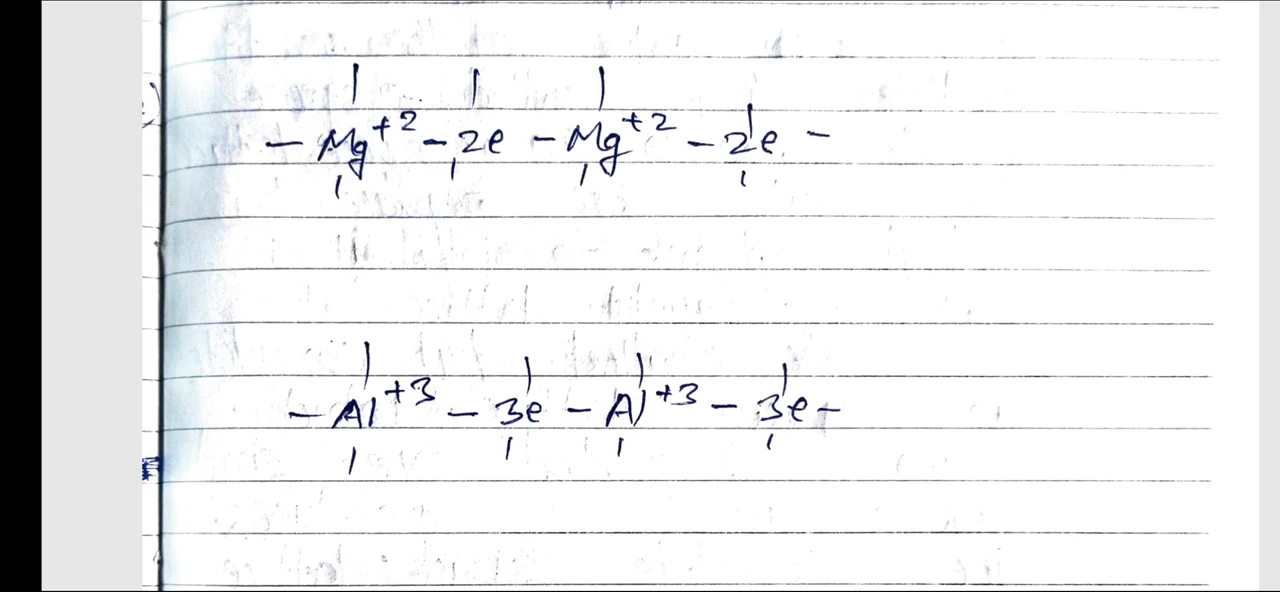 - Mg+2 - 2e - Mg+2 - 2e -
- Al+3 - 3e - Al+3 - 3e -